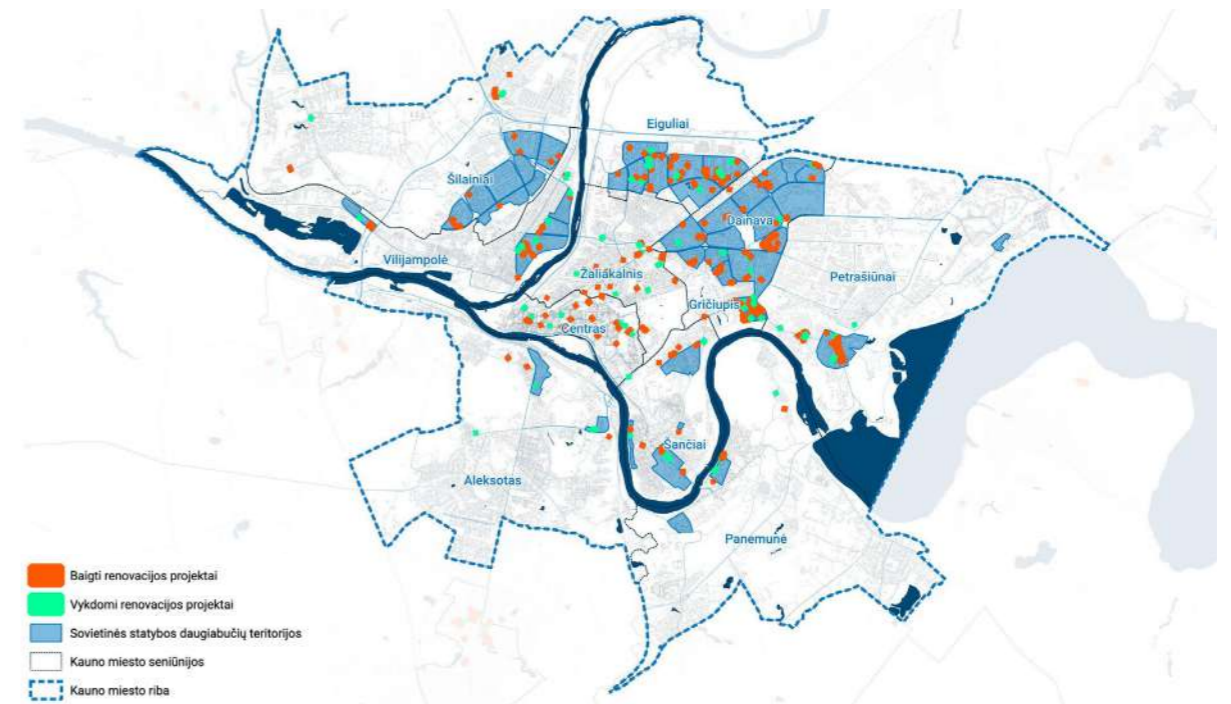 Eiguliai
Šilainiai
Dainava
Vilijampolė
Žaliakalnis
Petrašiūnai
Gričiupis
Centras
Šančiai
Aleksotas
Panemunė
Baigti renovacijos projektai
Vykdomi renovacijos projektai
Sovietinės statybos daugiabučių teritorijos
Kauno miesto seniūnijos
Kauno miesto riba